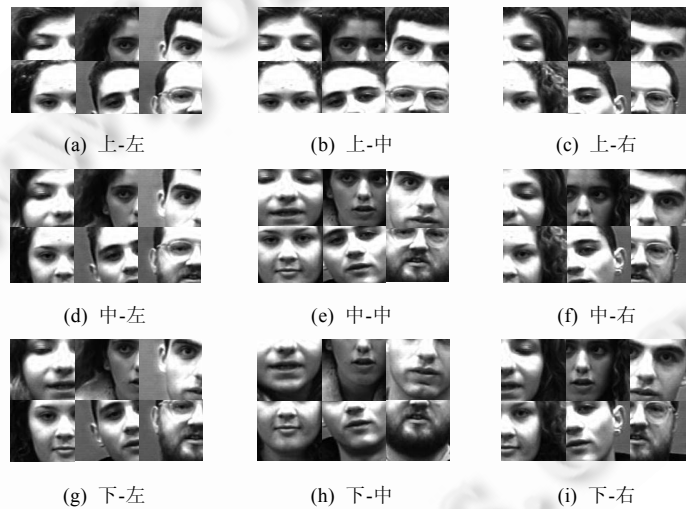 (a) 上-左 (b) 上-中 (c) 上-右
(d) 中-左 (e) 中-中 (f) 中-右
(g) 下-左 (h) 下-中 (i) 下-右